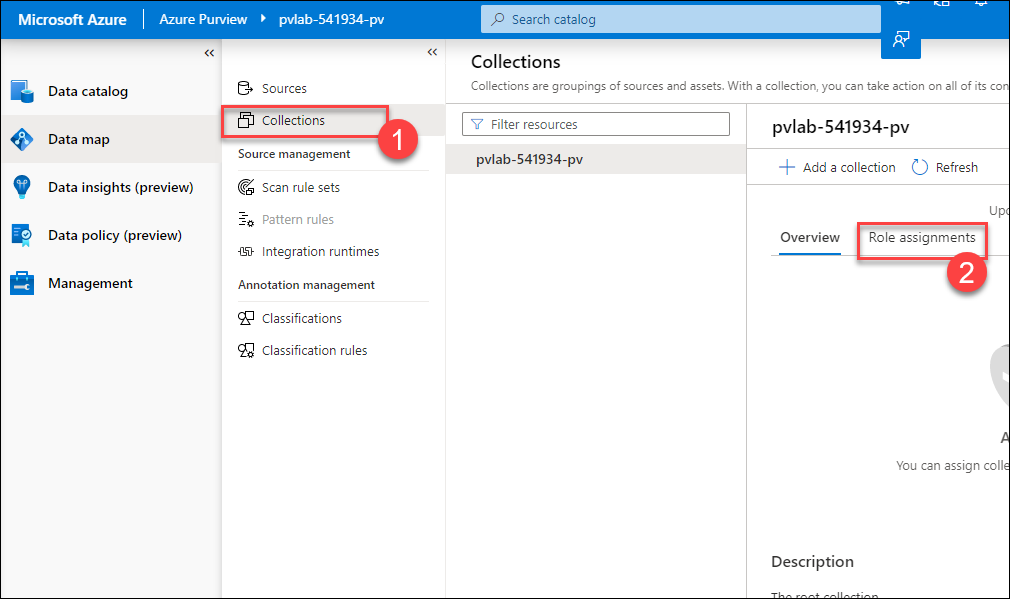 Microsoft Azure
Azure Purview
pvlab-541934-pv
Search catalog
Data catalog
Data map
Data insights (preview)
Data policy (preview)
Management
Sources
Collections
1
Source management
Scan rule sets
Pattern rules
Integration runtimes
Annotation management
Classifications
Classification rules
Collections
Collections are groupings of sources and assets. With a collection, you can take action on all of its con
Filter resources
pvlab-541934-pv
pvlab-541934-pv
Add a collection
Refresh
Upd
Overview
Role assignments
2
A
You can assign colle
Description
The root collection